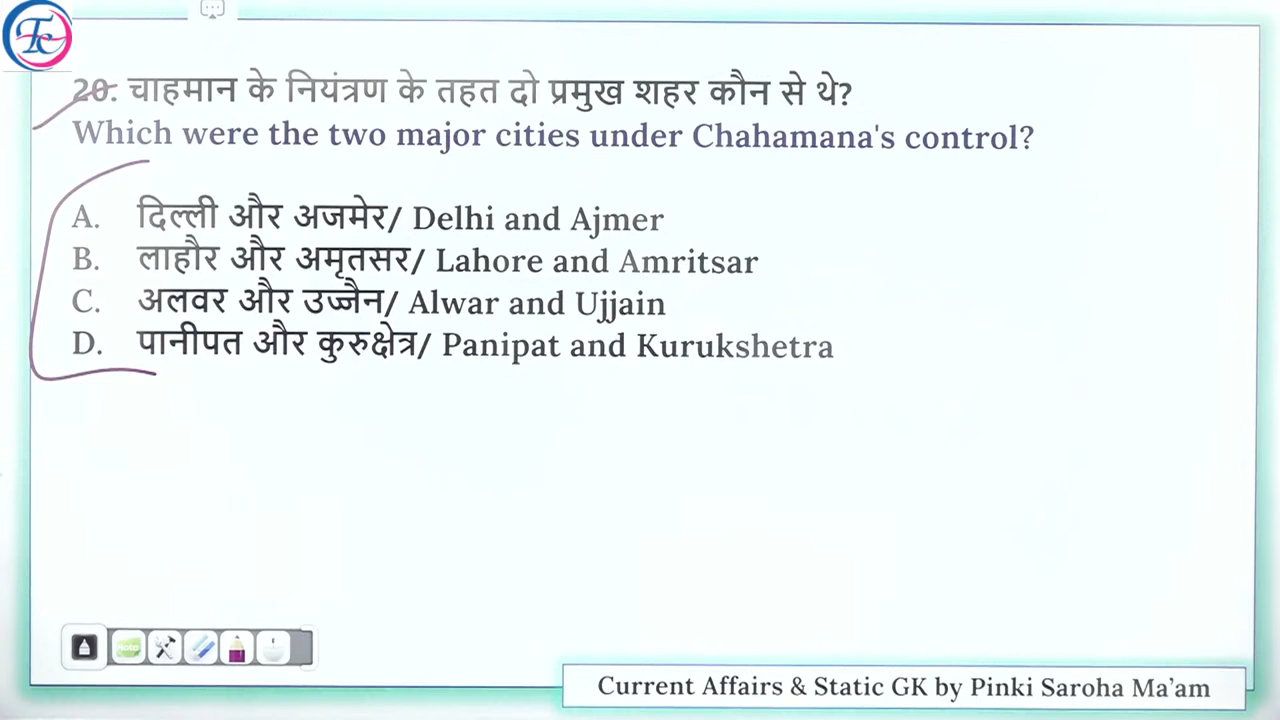 Tc
20. चाहमान के नियंत्रण के तहत दो प्रमुख शहर कौन से थे?
Which were the two major cities under Chahamana's control?
A. दिल्ली और अजमेर/ Delhi and Ajmer
B. लाहौर और अमृतसर/ Lahore and Amritsar
C. अलवर और उज्जैन/ Alwar and Ujjain
D. पानीपत और कुरुक्षेत्र/ Panipat and Kurukshetra
Note
Current Affairs & Static GK by Pinki Saroha Ma’am